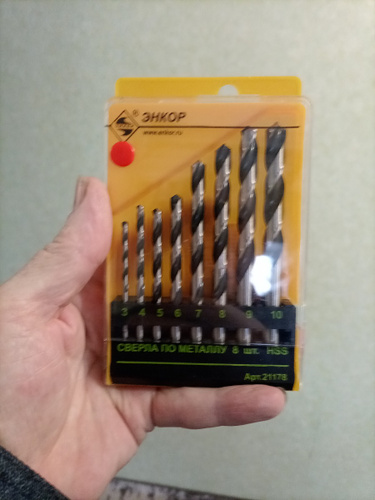 ® ЭНКОР
www.enkor.ru
3 4 5 6 7 8 9 10
СВЕРЛА ПО МЕТАЛЛУ 8 шт. HSS
Арт.21178